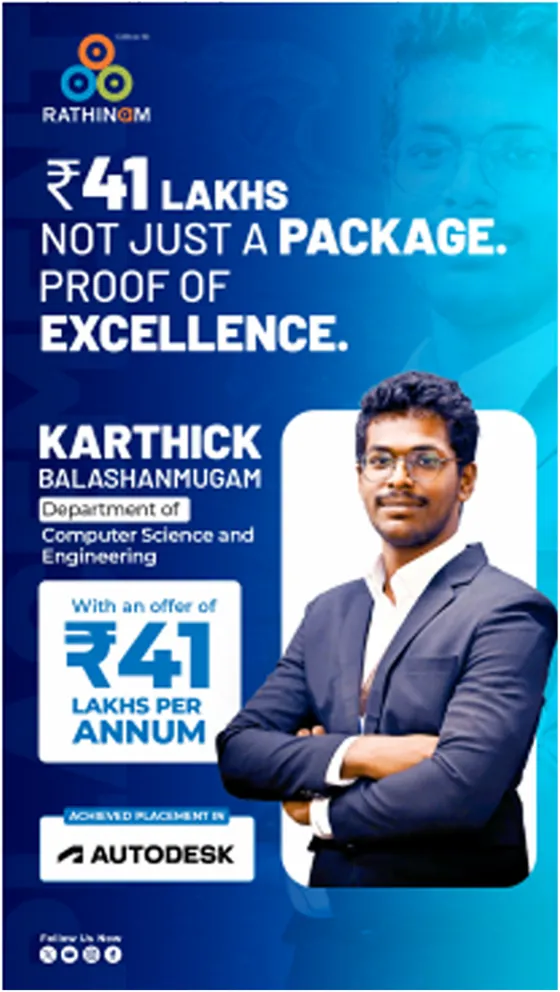 RATHINAM
₹41 LAKHS
NOT JUST A PACKAGE.
PROOF OF
EXCELLENCE.
KARTHICK
BALASHANMUGAM
Department of
Computer Science and
Engineering
With an offer of
₹41
LAKHS PER
ANNUM
ACHIEVED PLACEMENT IN
AUTODESK
Follow Us Now